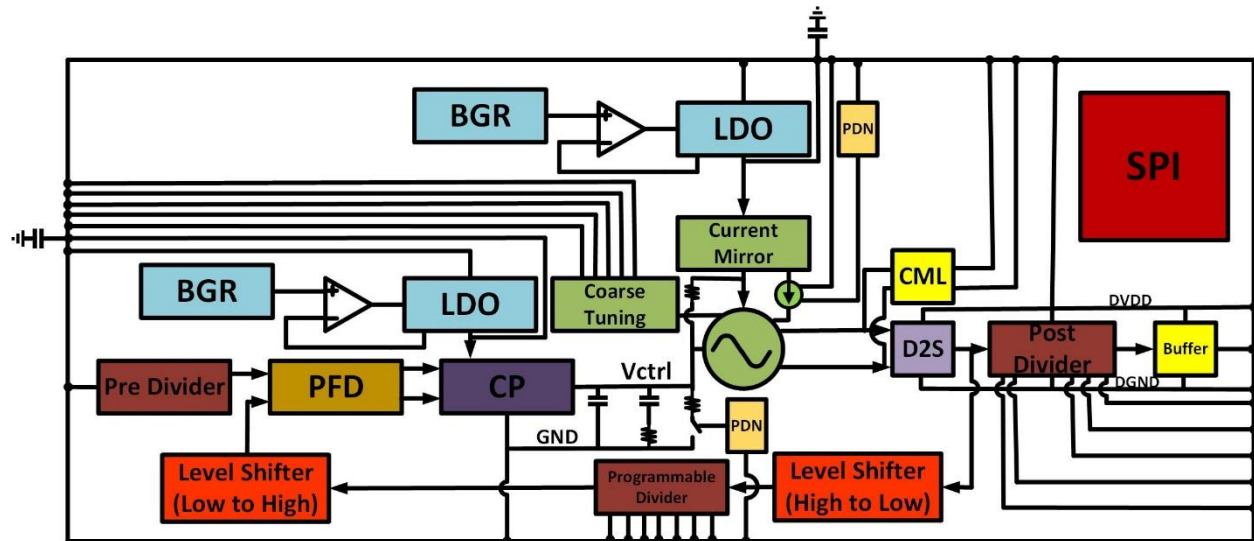 BGR
+
-
LDO
PDN
SPI
Current
Mirror
BGR
+
-
LDO
Coarse
Tuning
CML
DVDD
Pre Divider
PFD
CP
Vctrl
D2S
Post
Divider
Buffer
DGND
GND
PDN
Level Shifter
(Low to High)
Programmable
Divider
Level Shifter
(High to Low)